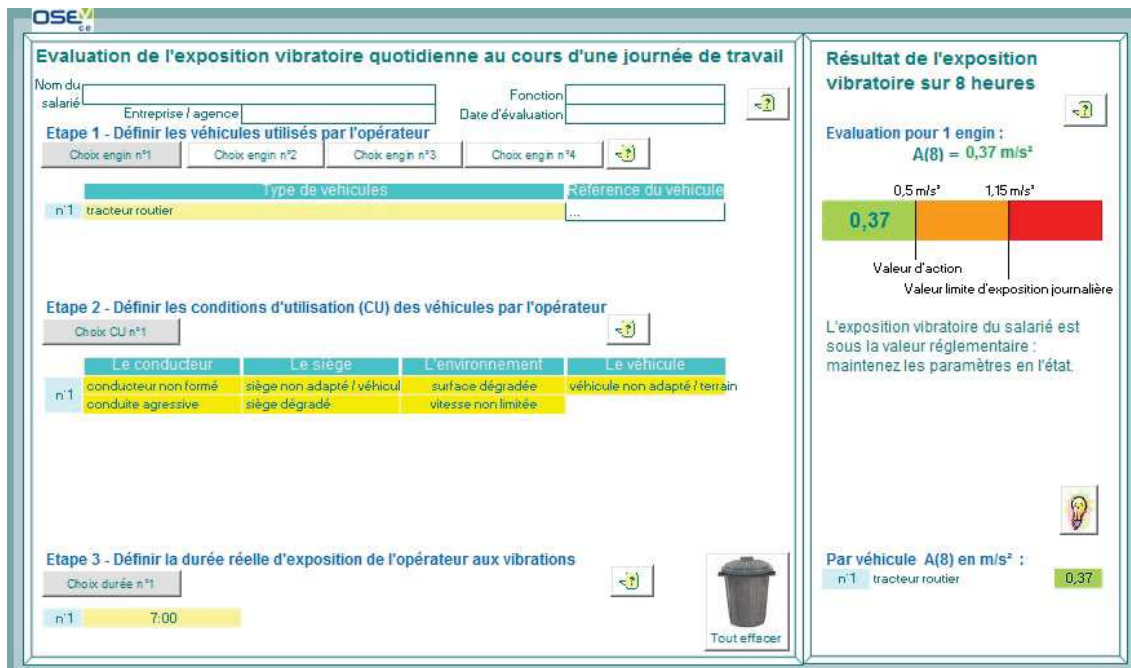 OSEV
ce
Evaluation de l'exposition vibratoire quotidienne au cours d'une journée de travail
Nom du salarié
Fonction
Entreprise / agence
Date d'évaluation
Etape 1 - Définir les véhicules utilisés par l'opérateur
Choix engin n°1
Choix engin n°2
Choix engin n°3
Choix engin n°4
Type de véhicules
Référence du véhicule
n°1
tracteur routier
...
Etape 2 - Définir les conditions d'utilisation (CU) des véhicules par l'opérateur
Choix CU n°1
Le conducteur
Le siège
L'environnement
Le véhicule
n°1
conducteur non formé
siège non adapté / véhicul
surface dégradée
véhicule non adapté / terrain
conduite agressive
siège dégradé
vitesse non limitée
Etape 3 - Définir la durée réelle d'exposition de l'opérateur aux vibrations
Choix durée n°1
n°1
7:00
Tout effacer
Résultat de l'exposition
vibratoire sur 8 heures
Evaluation pour 1 engin :
A(8) = 0,37 m/s²
0,5 m/s²
1,15 m/s²
0,37
Valeur d'action
Valeur limite d'exposition journalière
L'exposition vibratoire du salarié est
sous la valeur réglementaire :
maintenez les paramètres en l'état.
Par véhicule A(8) en m/s² :
n°1
tracteur routier
0,37